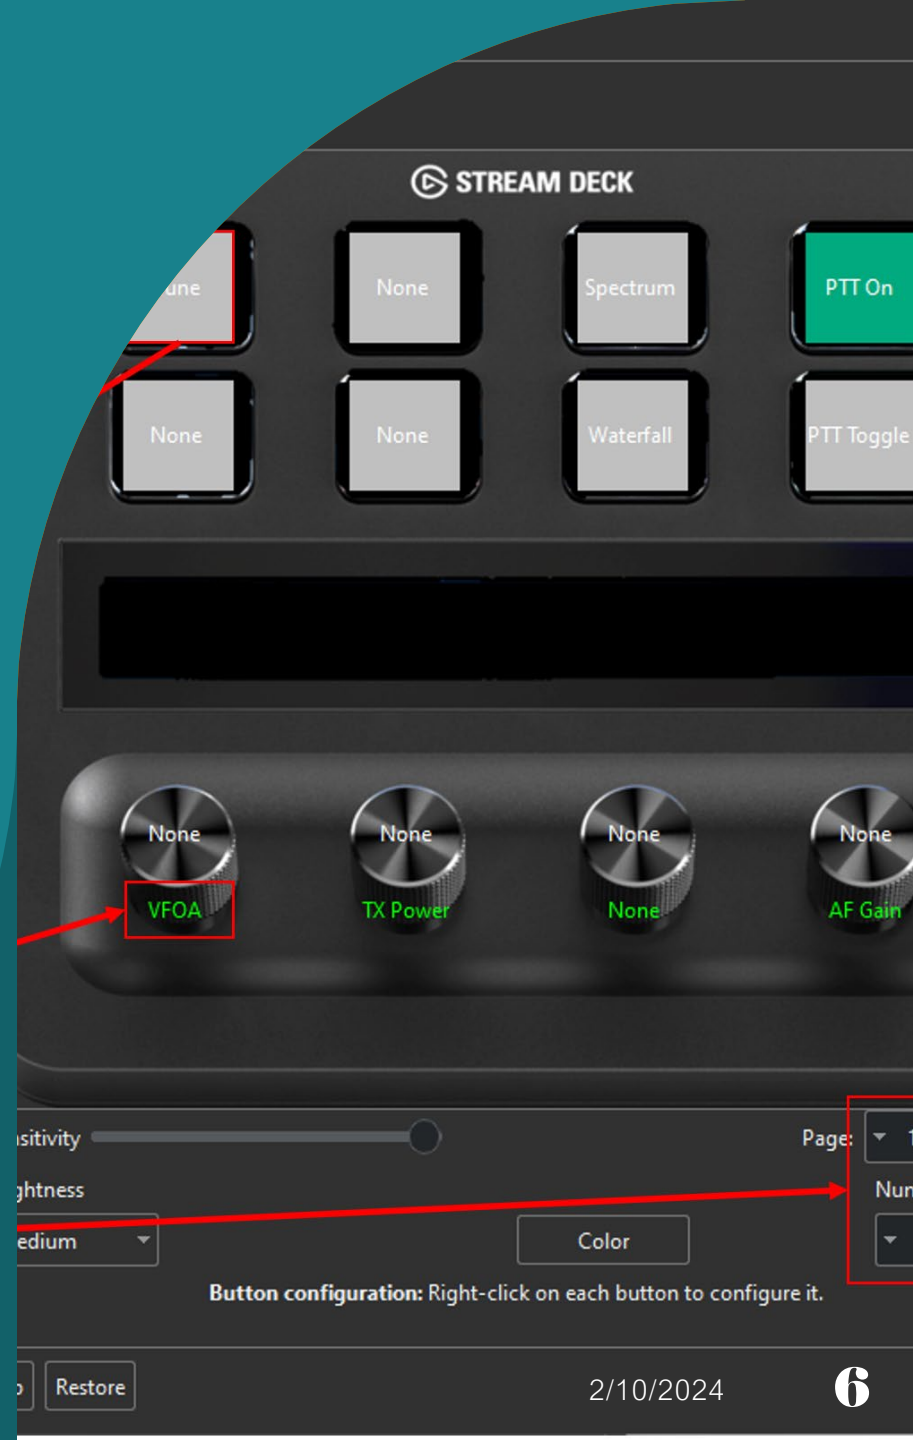 STREAM DECK
None Spectrum PTT On
None None Waterfall PTT Toggle
None None None None
VFOA TX Power None AF Gain
Page:
Color
Button configuration: Right-click on each button to configure it.
Restore
2/10/2024 6